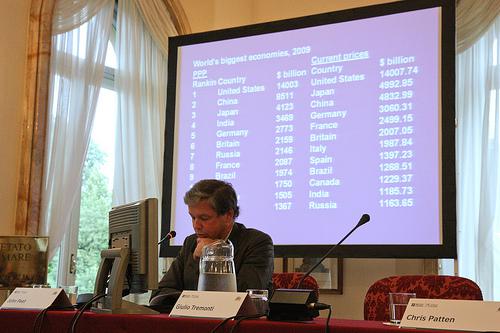 World's biggest economies, 2009
PPP
Current prices
Rankin Country $ billion Country $ billion
1 United States 14003 United States 14007.74
2 China 8511 Japan 4992.85
3 Japan 4123 China 4832.99
4 India 3469 Germany 3060.31
5 Germany 2773 France 2499.15
6 Britain 2159 Britain 2007.05
7 Russia 2146 Italy 1987.84
8 France 2087 Spain 1397.23
9 Brazil 1974 Brazil 1268.51
1750 Canada 1229.37
1505 India 1185.73
1367 Russia 1163.65
Giulio Tremonti
Chris Patten